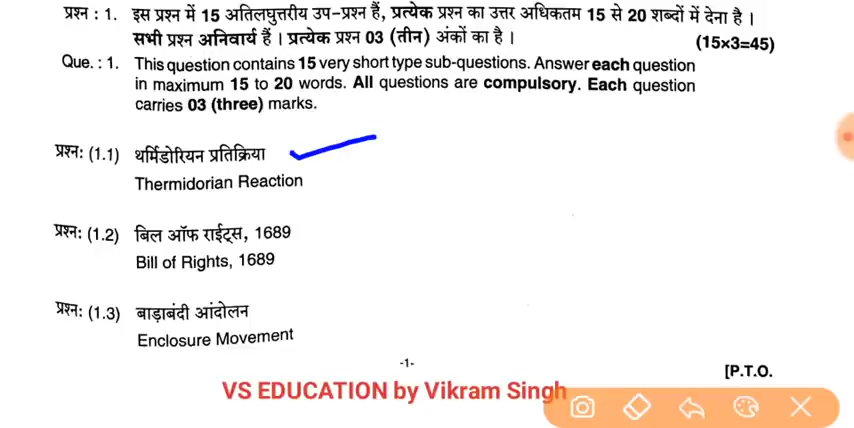 प्रश्न : 1. इस प्रश्न में 15 अतिलघुत्तरीय उप-प्रश्न हैं, प्रत्येक प्रश्न का उत्तर अधिकतम 15 से 20 शब्दों में देना है।
सभी प्रश्न अनिवार्य हैं। प्रत्येक प्रश्न 03 (तीन) अंकों का है। (15×3=45)
Que. : 1. This question contains 15 very short type sub-questions. Answer each question
in maximum 15 to 20 words. All questions are compulsory. Each question
carries 03 (three) marks.
प्रश्न: (1.1) थर्मिडोरियन प्रतिक्रिया
Thermidorian Reaction
प्रश्न: (1.2) बिल ऑफ राईट्स, 1689
Bill of Rights, 1689
प्रश्न: (1.3) बाड़ाबंदी आंदोलन
Enclosure Movement
-1-
[P.T.O.
VS EDUCATION by Vikram Singh